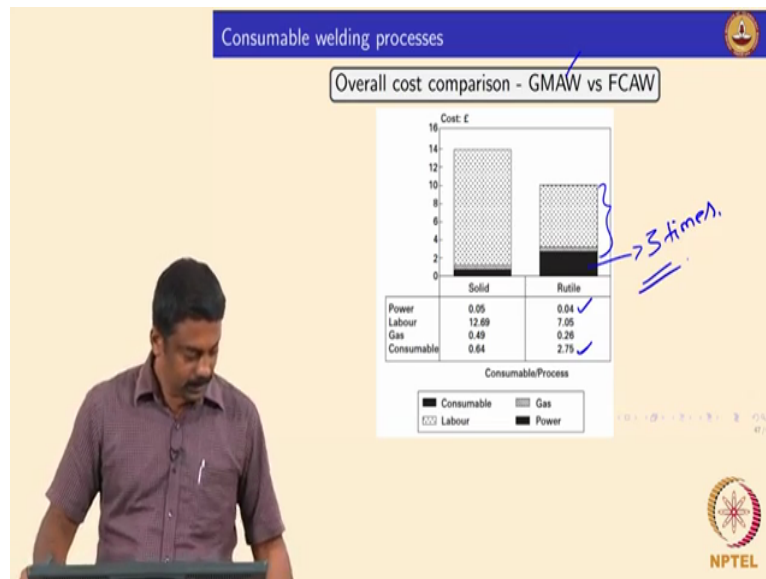 Consumable welding processes
Overall cost comparison - GMAW vs FCAW
Cost: £
16
14
12
10
8
6
4
2
0
3 times.
Solid Rutile
Power 0.05 0.04
Labour 12.69 7.05
Gas 0.49 0.26
Consumable 0.64 2.75
Consumable/Process
Consumable Gas
Labour Power
NPTEL